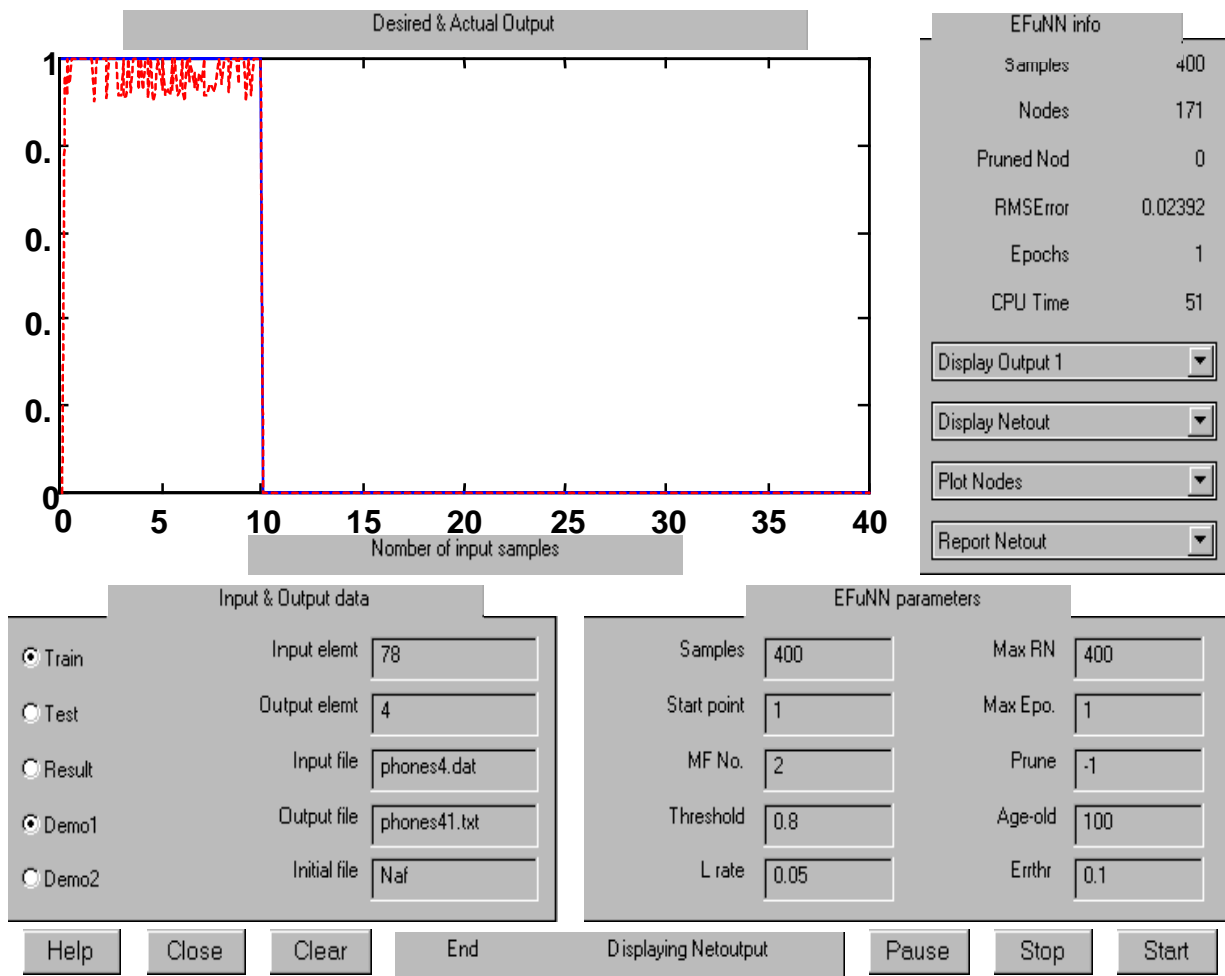 Desired & Actual Output
1
0.
0.
0.
0.
0
0 5 10 15 20 25 30 35 40
Nomber of input samples
EFuNN info
Samples 400
Nodes 171
Pruned Nod 0
RMSError 0.02392
Epochs 1
CPU Time 51
Display Output 1
Display Netout
Plot Nodes
Report Netout
Input & Output data
Train
Test
Result
Demo1
Demo2
Input elemt 78
Output elemt 4
Input file phones4.dat
Output file phones41.txt
Initial file Naf
EFuNN parameters
Samples 400
Start point 1
MF No. 2
Threshold 0.8
L rate 0.05
Max RN 400
Max Epo. 1
Prune -1
Age-old 100
Errthr 0.1
Help Close Clear End Displaying Netoutput Pause Stop Start